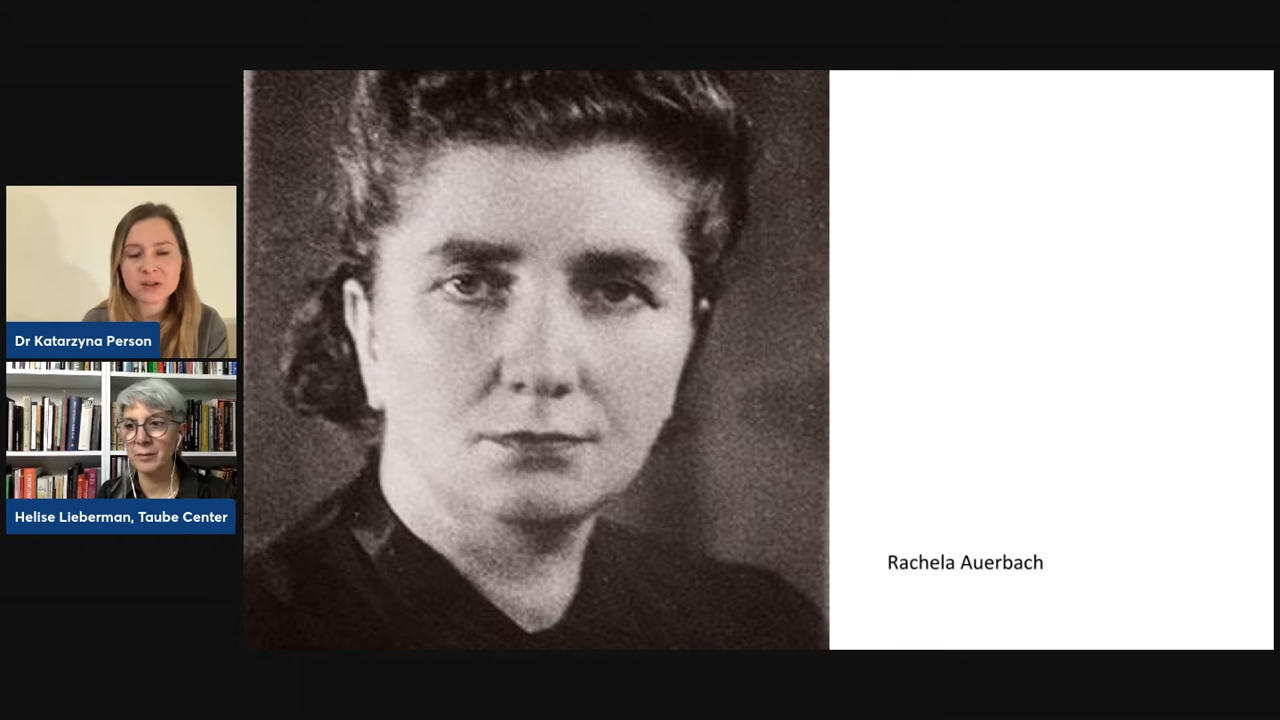 Dr Katarzyna Person
Helise Lieberman, Taube Center
Rachela Auerbach